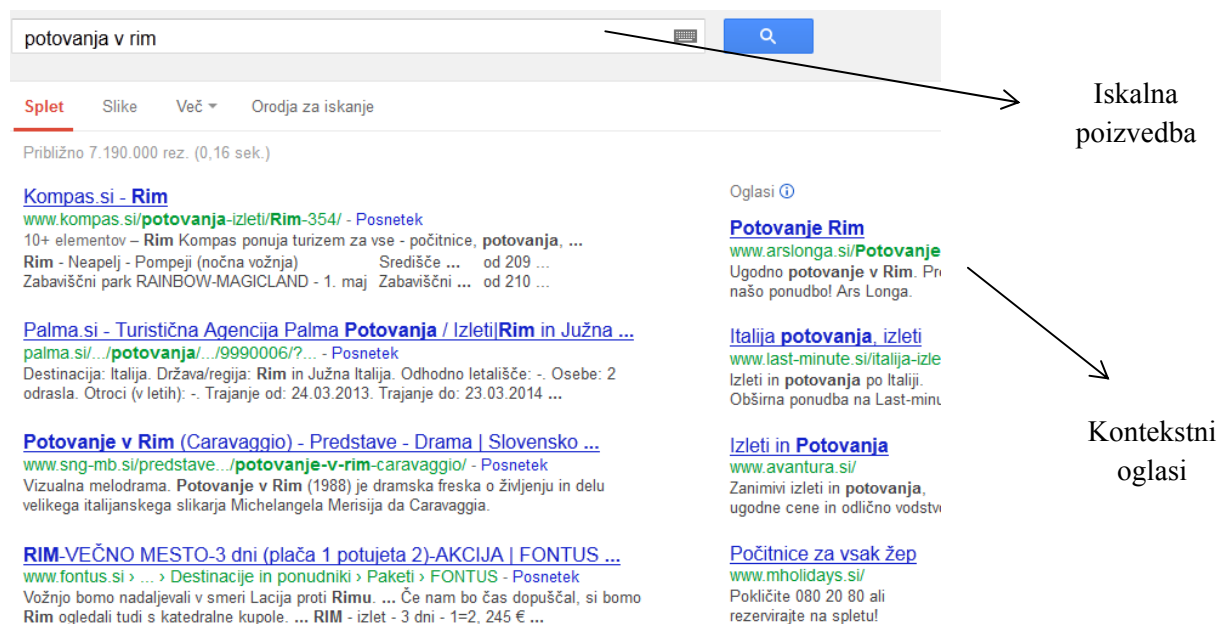 potovanja v rim
Splet Slike Več Orodja za iskanje
Približno 7.190.000 rez. (0,16 sek.)
Kompas.si - Rim
www.kompas.si/potovanja-izleti/Rim-354/ - Posnetek
10+ elementov – Rim Kompas ponuja turizem za vse - počitnice, potovanja, ...
Rim - Neapelj - Pompeji (nočna vožnja) Središče ... od 209 ...
Zabaviščni park RAINBOW-MAGICLAND - 1. maj Zabaviščni ... od 210 ...
Palma.si - Turistična Agencija Palma Potovanja / Izleti|Rim in Južna ...
palma.si/.../potovanja/.../9990006/?... - Posnetek
Destinacija: Italija. Država/regija: Rim in Južna Italija. Odhodno letališče: -. Osebe: 2
odrasla. Otroci (v letih): -. Trajanje od: 24.03.2013. Trajanje do: 23.03.2014 ...
Potovanje v Rim (Caravaggio) - Predstave - Drama | Slovensko ...
www.sng-mb.si/predstave.../potovanje-v-rim-caravaggio/ - Posnetek
Vizualna melodrama. Potovanje v Rim (1988) je dramska freska o življenju in delu
velikega italijanskega slikarja Michelangela Merisija da Caravaggia.
RIM-VEČNO MESTO-3 dni (plača 1 potujeta 2)-AKCIJA | FONTUS ...
www.fontus.si › ... › Destinacije in ponudniki › Paketi › FONTUS - Posnetek
Vožnjo bomo nadaljevali v smeri Lacija proti Rimu. ... Če nam bo čas dopuščal, si bomo
Rim ogledali tudi s katedralne kupole. ... RIM - izlet - 3 dni - 1=2, 245 € ...
Oglasi
Potovanje Rim
www.arslonga.si/Potovanje
Ugodno potovanje v Rim. Pre
našo ponudbo! Ars Longa.
Italija potovanja, izleti
www.last-minute.si/italija-izle
Izleti in potovanja po Italiji.
Obširna ponudba na Last-minu
Izleti in Potovanja
www.avantura.si/
Zanimivi izleti in potovanja,
ugodne cene in odlično vodstvo
Počitnice za vsak žep
www.mholidays.si/
Pokličite 080 20 80 ali
rezervirajte na spletu!
Iskalna
poizvedba
Kontekstni
oglasi